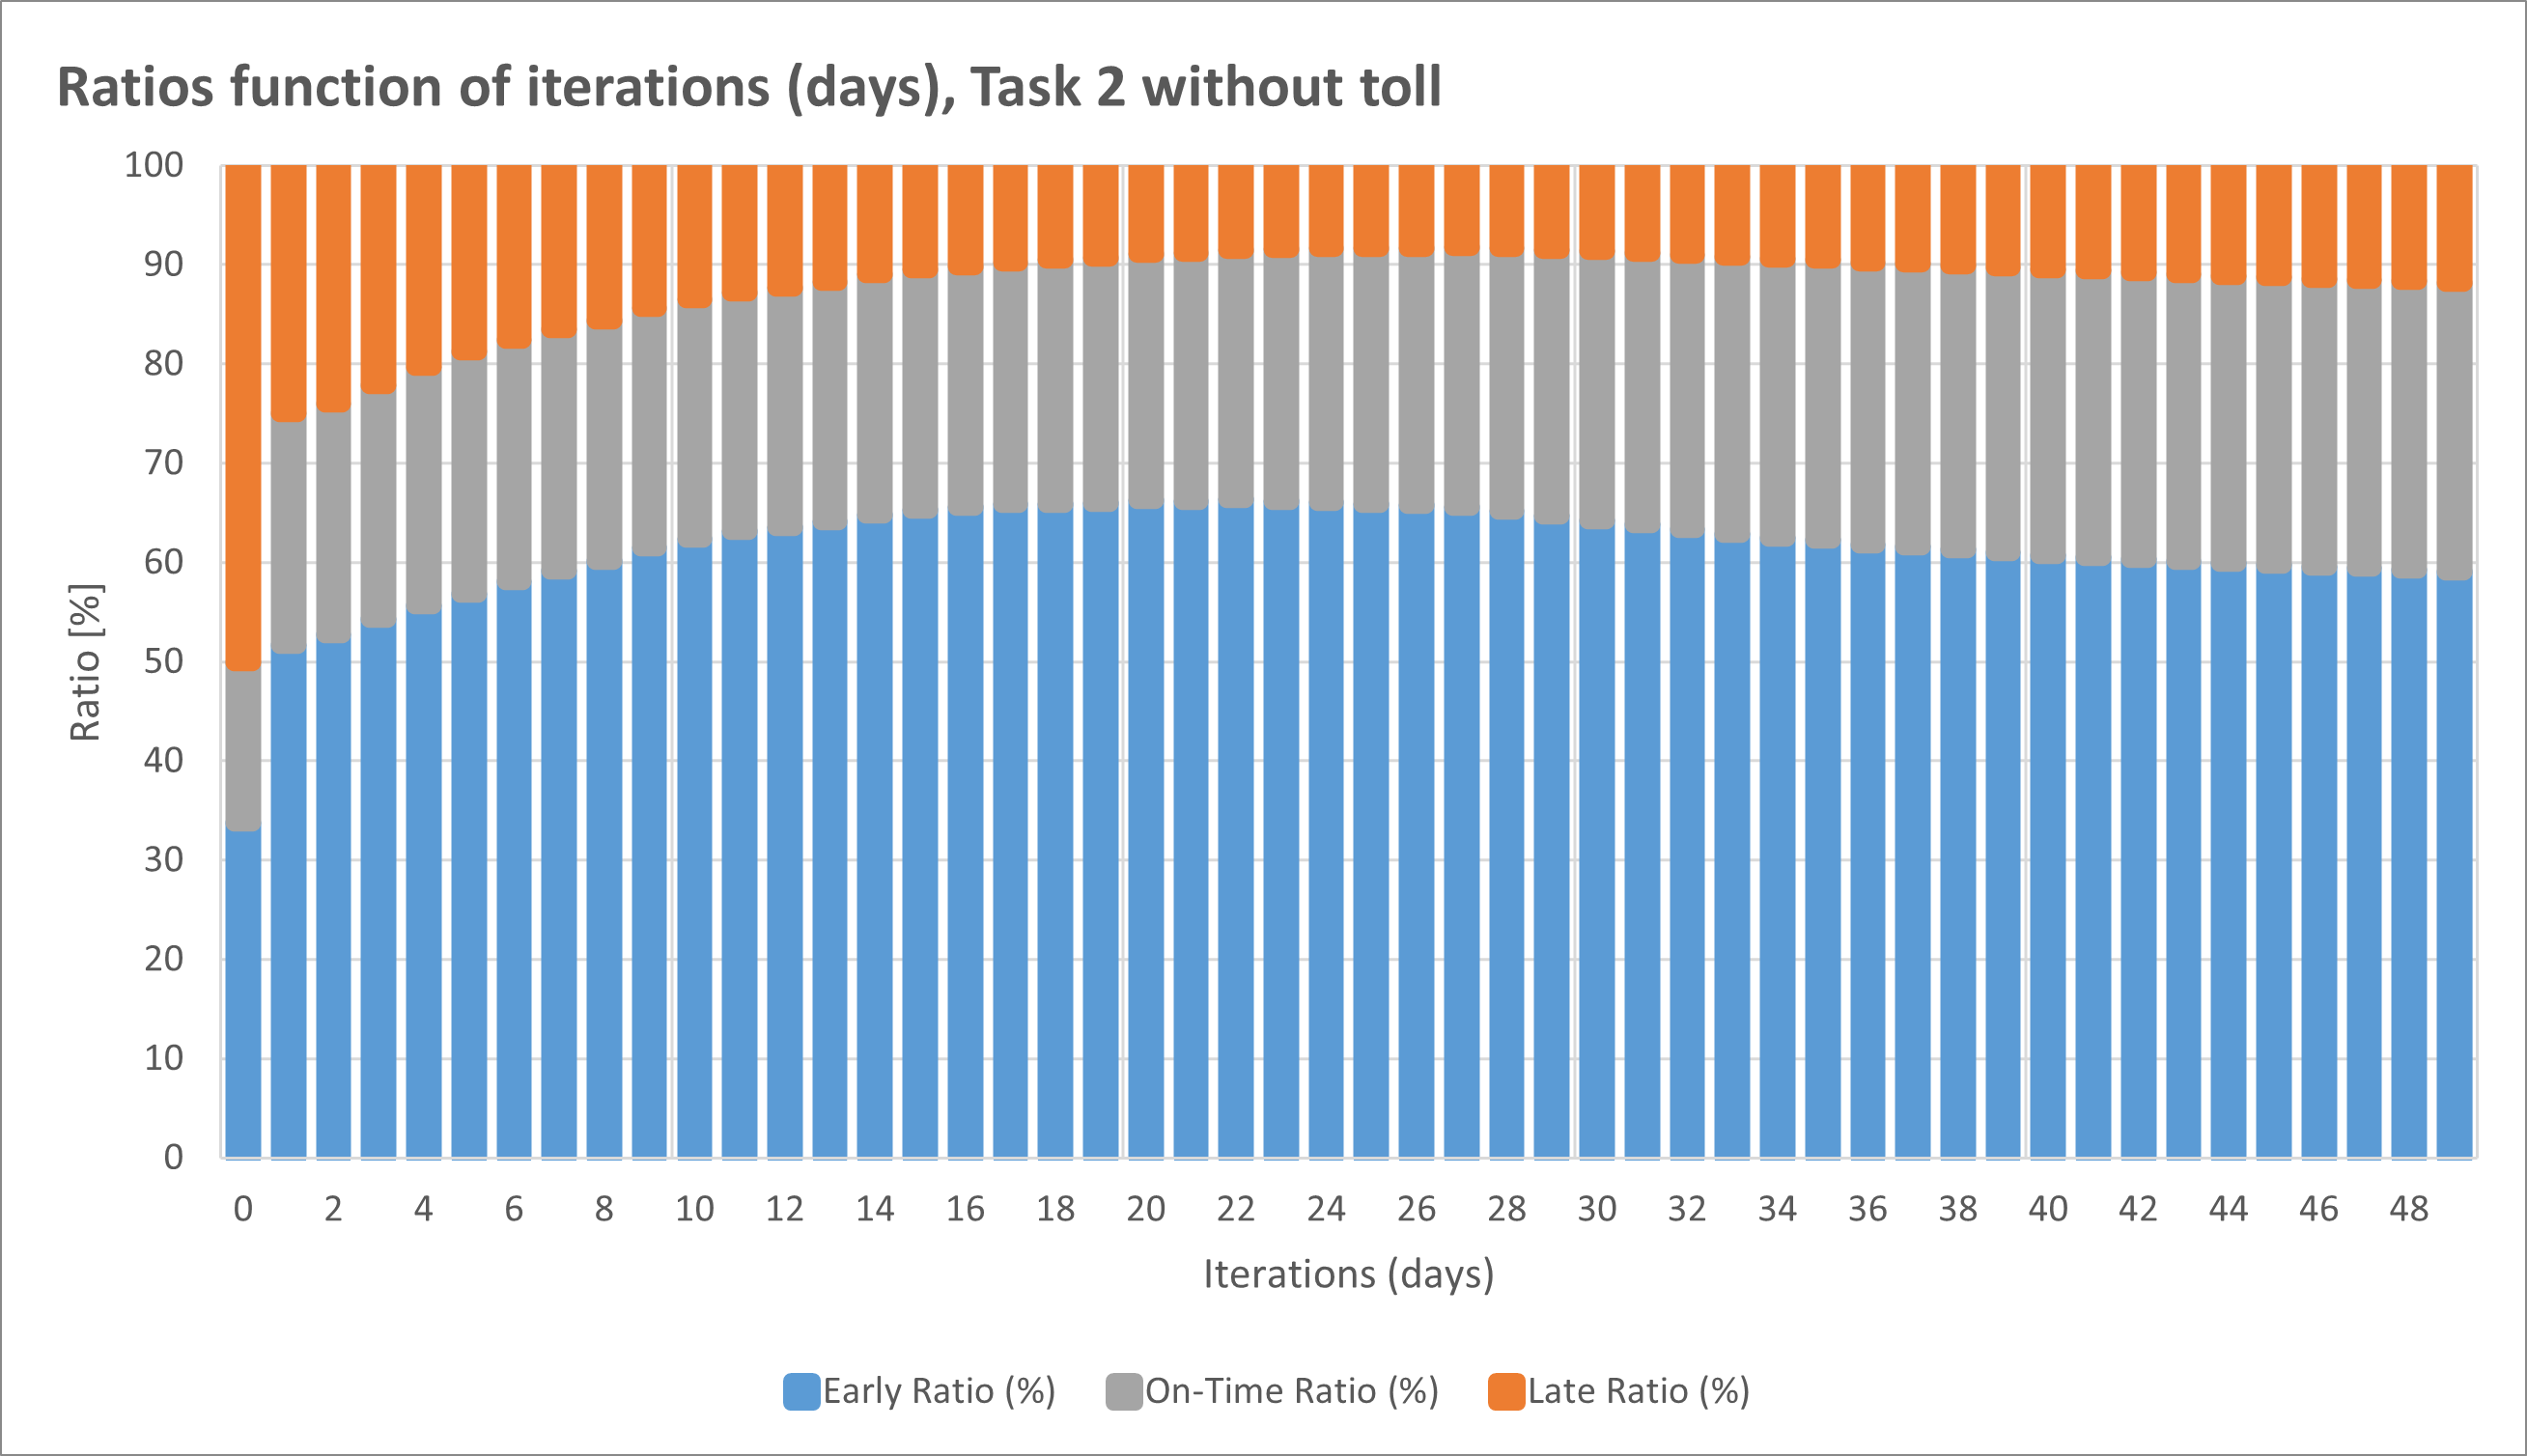 Ratios function of iterations (days), Task 2 without toll
100
90
80
70
60
50
40
30
20
10
0
Ratio [%]
0 2 4 6 8 10 12 14 16 18 20 22 24 26 28 30 32 34 36 38 40 42 44 46 48
Iterations (days)
Early Ratio (%) On-Time Ratio (%) Late Ratio (%)